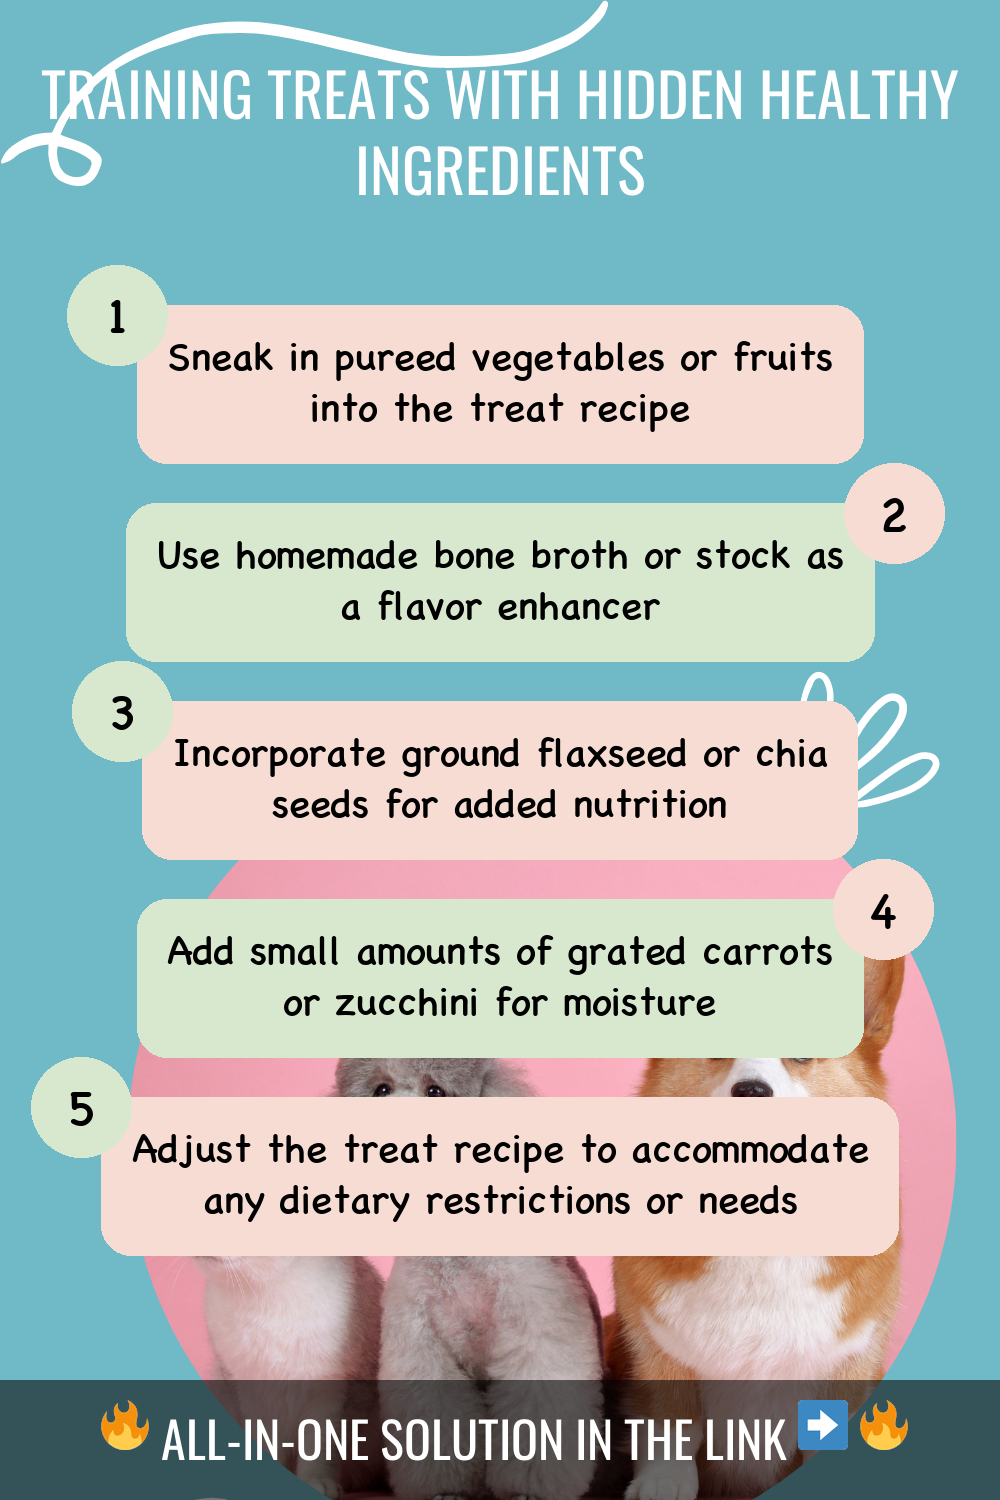 TRAINING TREATS WITH HIDDEN HEALTHY
INGREDIENTS
1
Sneak in pureed vegetables or fruits
into the treat recipe
2
Use homemade bone broth or stock as
a flavor enhancer
3
Incorporate ground flaxseed or chia
seeds for added nutrition
4
Add small amounts of grated carrots
or zucchini for moisture
5
Adjust the treat recipe to accommodate
any dietary restrictions or needs
🔥 ALL-IN-ONE SOLUTION IN THE LINK ➡️ 🔥